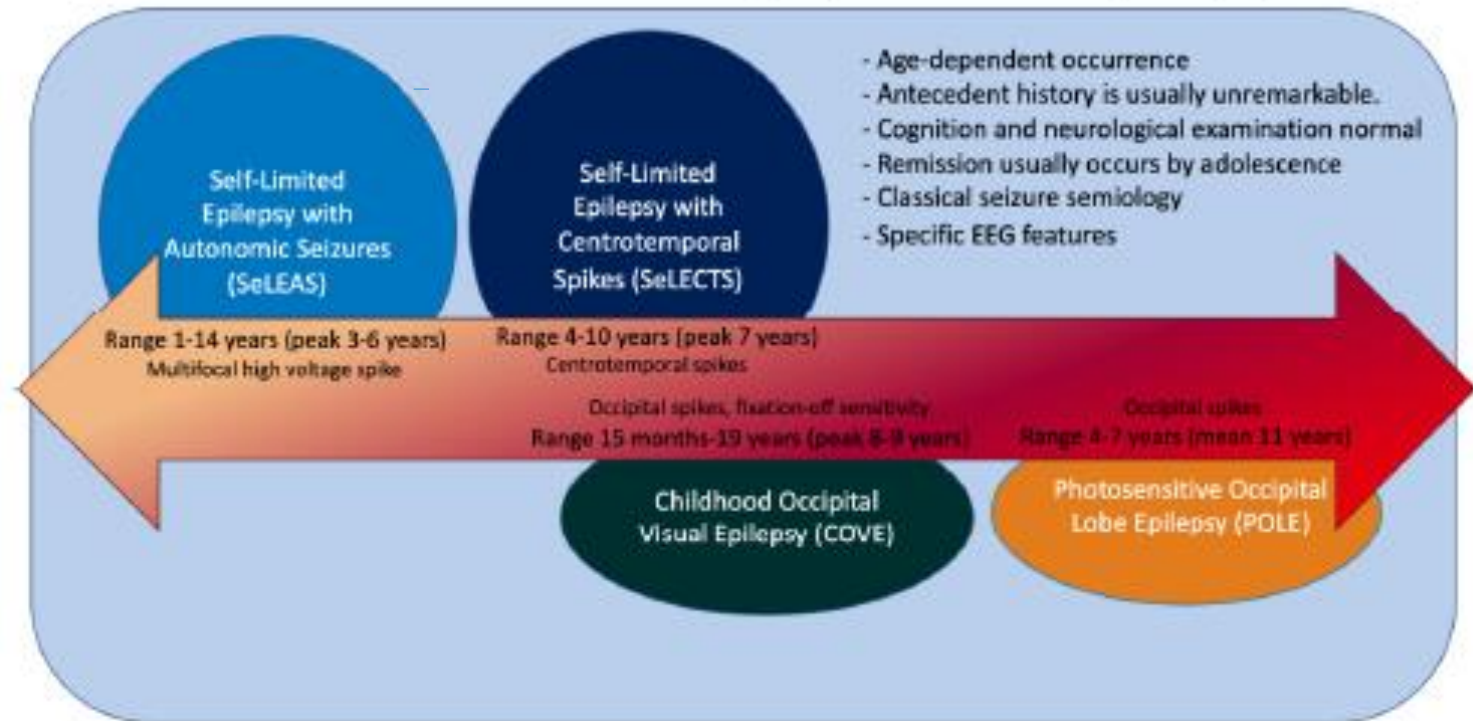 Self-Limited
Epilepsy with
Autonomic Seizures
(SeLEAS)
Self-Limited
Epilepsy with
Centrotemporal
Spikes (SeLECTS)
- Age-dependent occurrence
- Antecedent history is usually unremarkable.
- Cognition and neurological examination normal
- Remission usually occurs by adolescence
- Classical seizure semiology
- Specific EEG features
Range 1-14 years (peak 3-6 years)
Multifocal high voltage spike
Range 4-10 years (peak 7 years)
Centrotemporal spikes
Occipital spikes, fixation-off sensitivity
Range 15 months-19 years (peak 8-9 years)
Occipital spikes
Range 4-7 years (mean 11 years)
Childhood Occipital
Visual Epilepsy (COVE)
Photosensitive Occipital
Lobe Epilepsy (POLE)